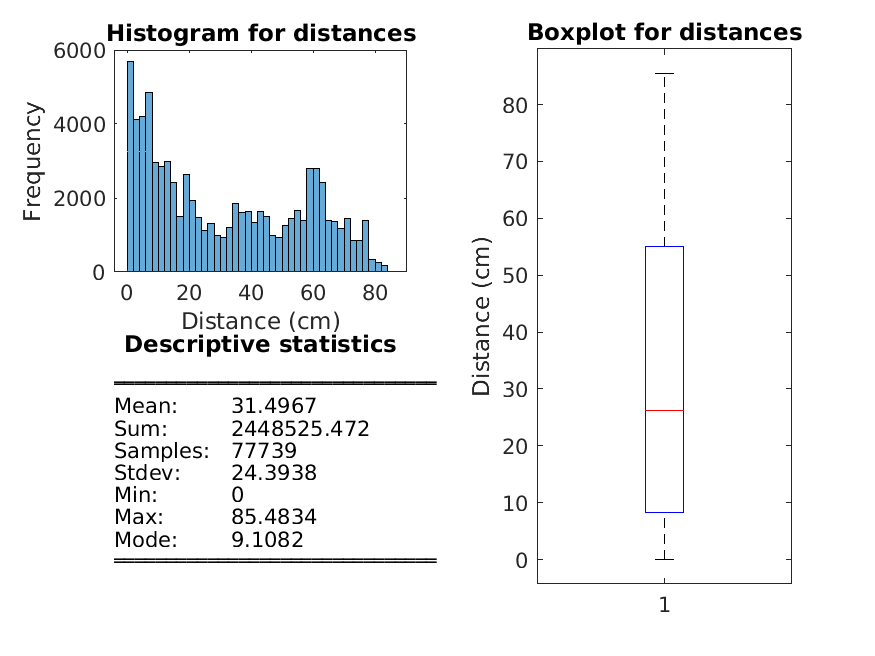 Histogram for distances
6000
4000
2000
0
Frequency
0 20 40 60 80
Distance (cm)
Descriptive statistics
Mean: 31.4967
Sum: 2448525.472
Samples: 77739
Stdev: 24.3938
Min: 0
Max: 85.4834
Mode: 9.1082
Boxplot for distances
80
70
60
50
40
30
20
10
0
Distance (cm)
1